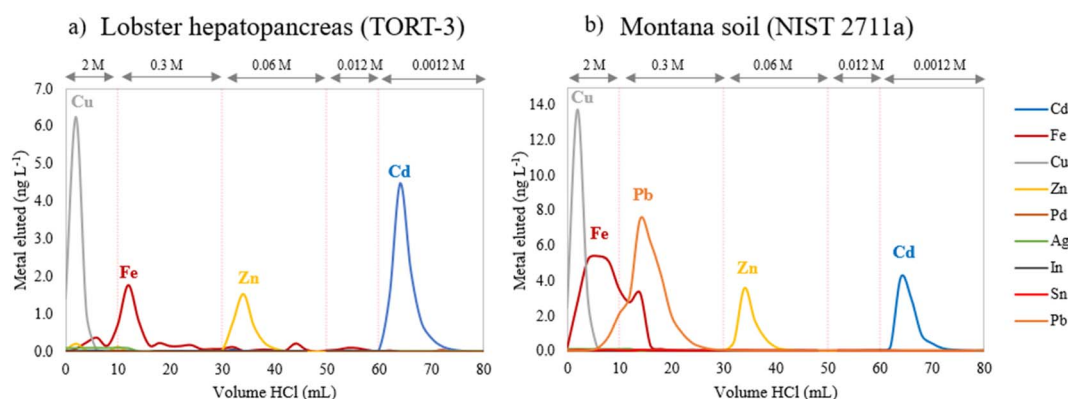 a) Lobster hepatopancreas (TORT-3)
2 M 0.3 M 0.06 M 0.012 M 0.0012 M
7.0
6.0
5.0
4.0
3.0
2.0
1.0
0.0
Metal eluted (ng L⁻¹)
Cu
Fe
Zn
Cd
0 10 20 30 40 50 60 70 80
Volume HCl (mL)
b) Montana soil (NIST 2711a)
2 M 0.3 M 0.06 M 0.012 M 0.0012 M
14.0
12.0
10.0
8.0
6.0
4.0
2.0
0.0
Metal eluted (ng L⁻¹)
Cu
Fe
Pb
Zn
Cd
0 10 20 30 40 50 60 70 80
Volume HCl (mL)
Cd
Fe
Cu
Zn
Pd
Ag
In
Sn
Pb